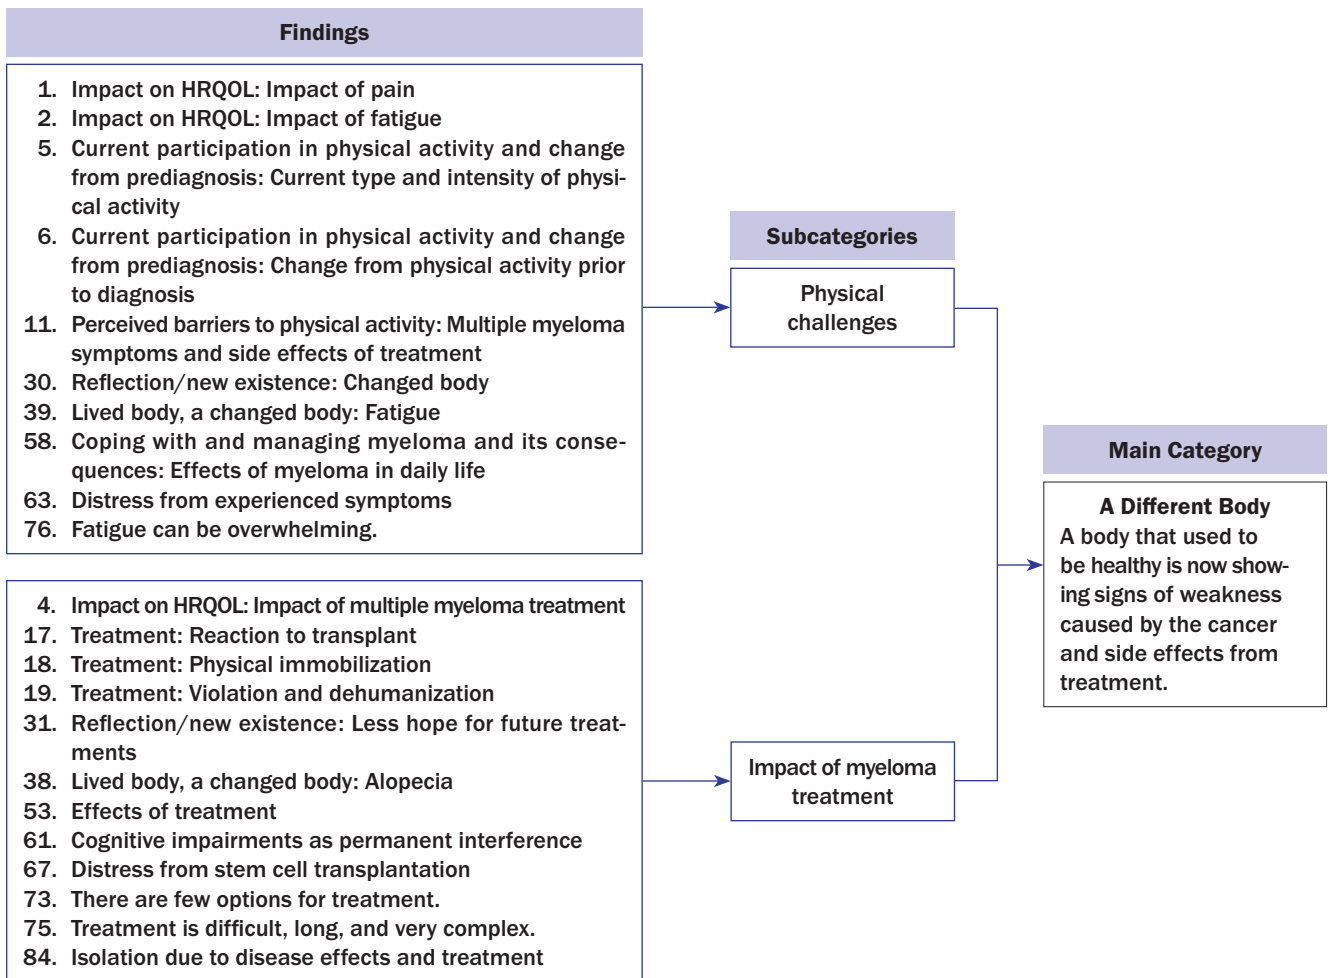 Findings
1. Impact on HRQOL: Impact of pain
2. Impact on HRQOL: Impact of fatigue
5. Current participation in physical activity and change
from prediagnosis: Current type and intensity of physi-
cal activity
6. Current participation in physical activity and change
from prediagnosis: Change from physical activity prior
to diagnosis
11. Perceived barriers to physical activity: Multiple myeloma
symptoms and side effects of treatment
30. Reflection/new existence: Changed body
39. Lived body, a changed body: Fatigue
58. Coping with and managing myeloma and its conse-
quences: Effects of myeloma in daily life
63. Distress from experienced symptoms
76. Fatigue can be overwhelming.
4. Impact on HRQOL: Impact of multiple myeloma treatment
17. Treatment: Reaction to transplant
18. Treatment: Physical immobilization
19. Treatment: Violation and dehumanization
31. Reflection/new existence: Less hope for future treat-
ments
38. Lived body, a changed body: Alopecia
53. Effects of treatment
61. Cognitive impairments as permanent interference
67. Distress from stem cell transplantation
73. There are few options for treatment.
75. Treatment is difficult, long, and very complex.
84. Isolation due to disease effects and treatment
Subcategories
Physical
challenges
Impact of myeloma
treatment
Main Category
A Different Body
A body that used to
be healthy is now show-
ing signs of weakness
caused by the cancer
and side effects from
treatment.